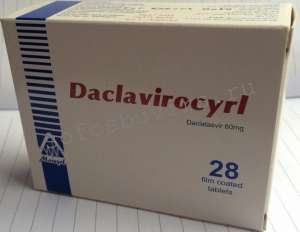 Daclavirocyrl
Daclatasvir 60mg
28
film coated
tablets